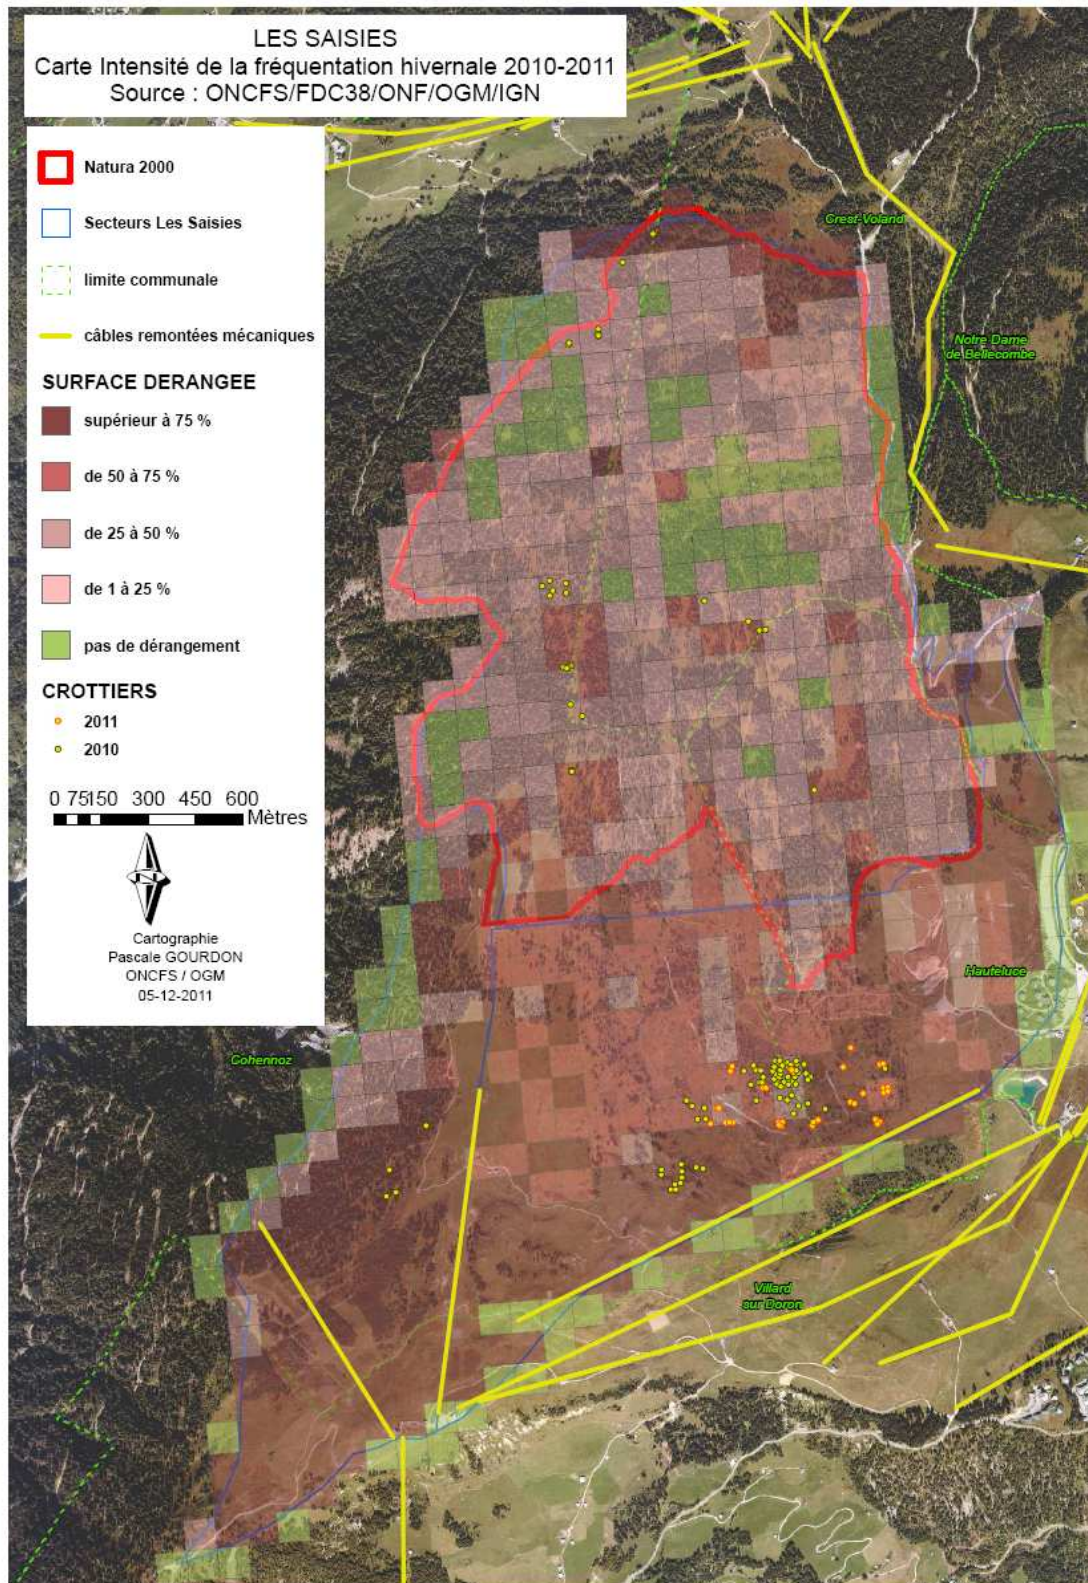 LES SAISIES
Carte Intensité de la fréquentation hivernale 2010-2011
Source : ONCFS/FDC38/ONF/OGM/IGN
Natura 2000
Secteurs Les Saisies
limite communale
câbles remontées mécaniques
SURFACE DERANGEE
supérieur à 75 %
de 50 à 75 %
de 25 à 50 %
de 1 à 25 %
pas de dérangement
CROTTIERS
2011
2010
0 75150 300 450 600
Mètres
N
Cartographie
Pascale GOURDON
ONCFS / OGM
05-12-2011
Crest-Voland
Notre Dame
de Bellecombe
Hauteluce
Cohennoz
Villard
sur Doron